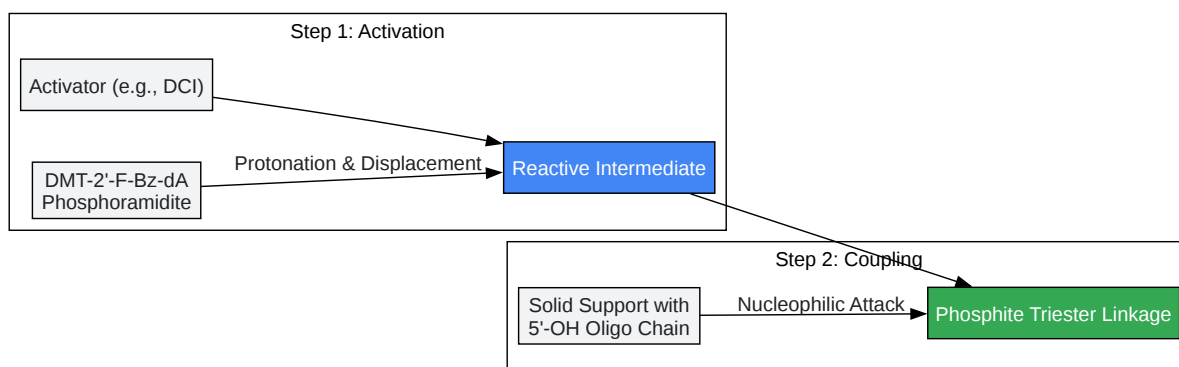 Step 1: Activation
Activator (e.g., DCI)
Protonation & Displacement
DMT-2'-F-Bz-dA
Phosphoramidite
Reactive Intermediate
Step 2: Coupling
Solid Support with
5'-OH Oligo Chain
Nucleophilic Attack
Phosphite Triester Linkage